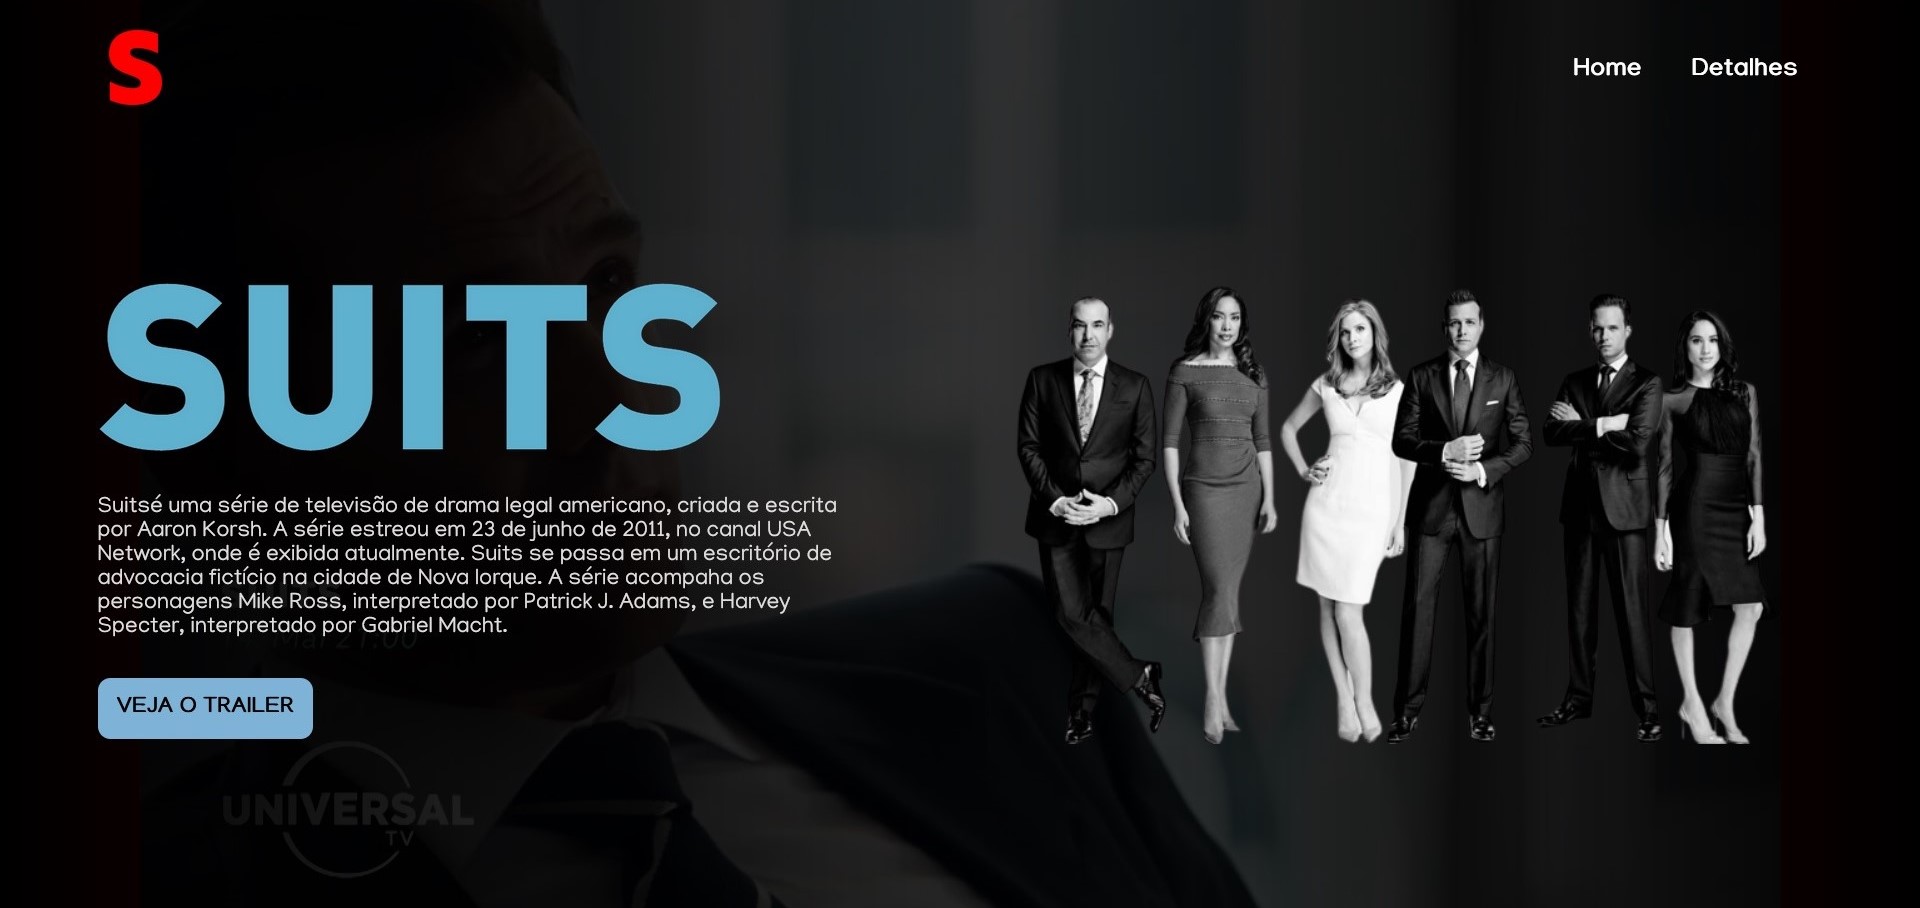 S
Home Detalhes
SUITS
Suitsé uma série de televisão de drama legal americano, criada e escrita
por Aaron Korsh. A série estreou em 23 de junho de 2011, no canal USA
Network, onde é exibida atualmente. Suits se passa em um escritório de
advocacia fictício na cidade de Nova Iorque. A série acompaha os
personagens Mike Ross, interpretado por Patrick J. Adams, e Harvey
Specter, interpretado por Gabriel Macht.
21:00
VEJA O TRAILER
UNIVERSAL
TV